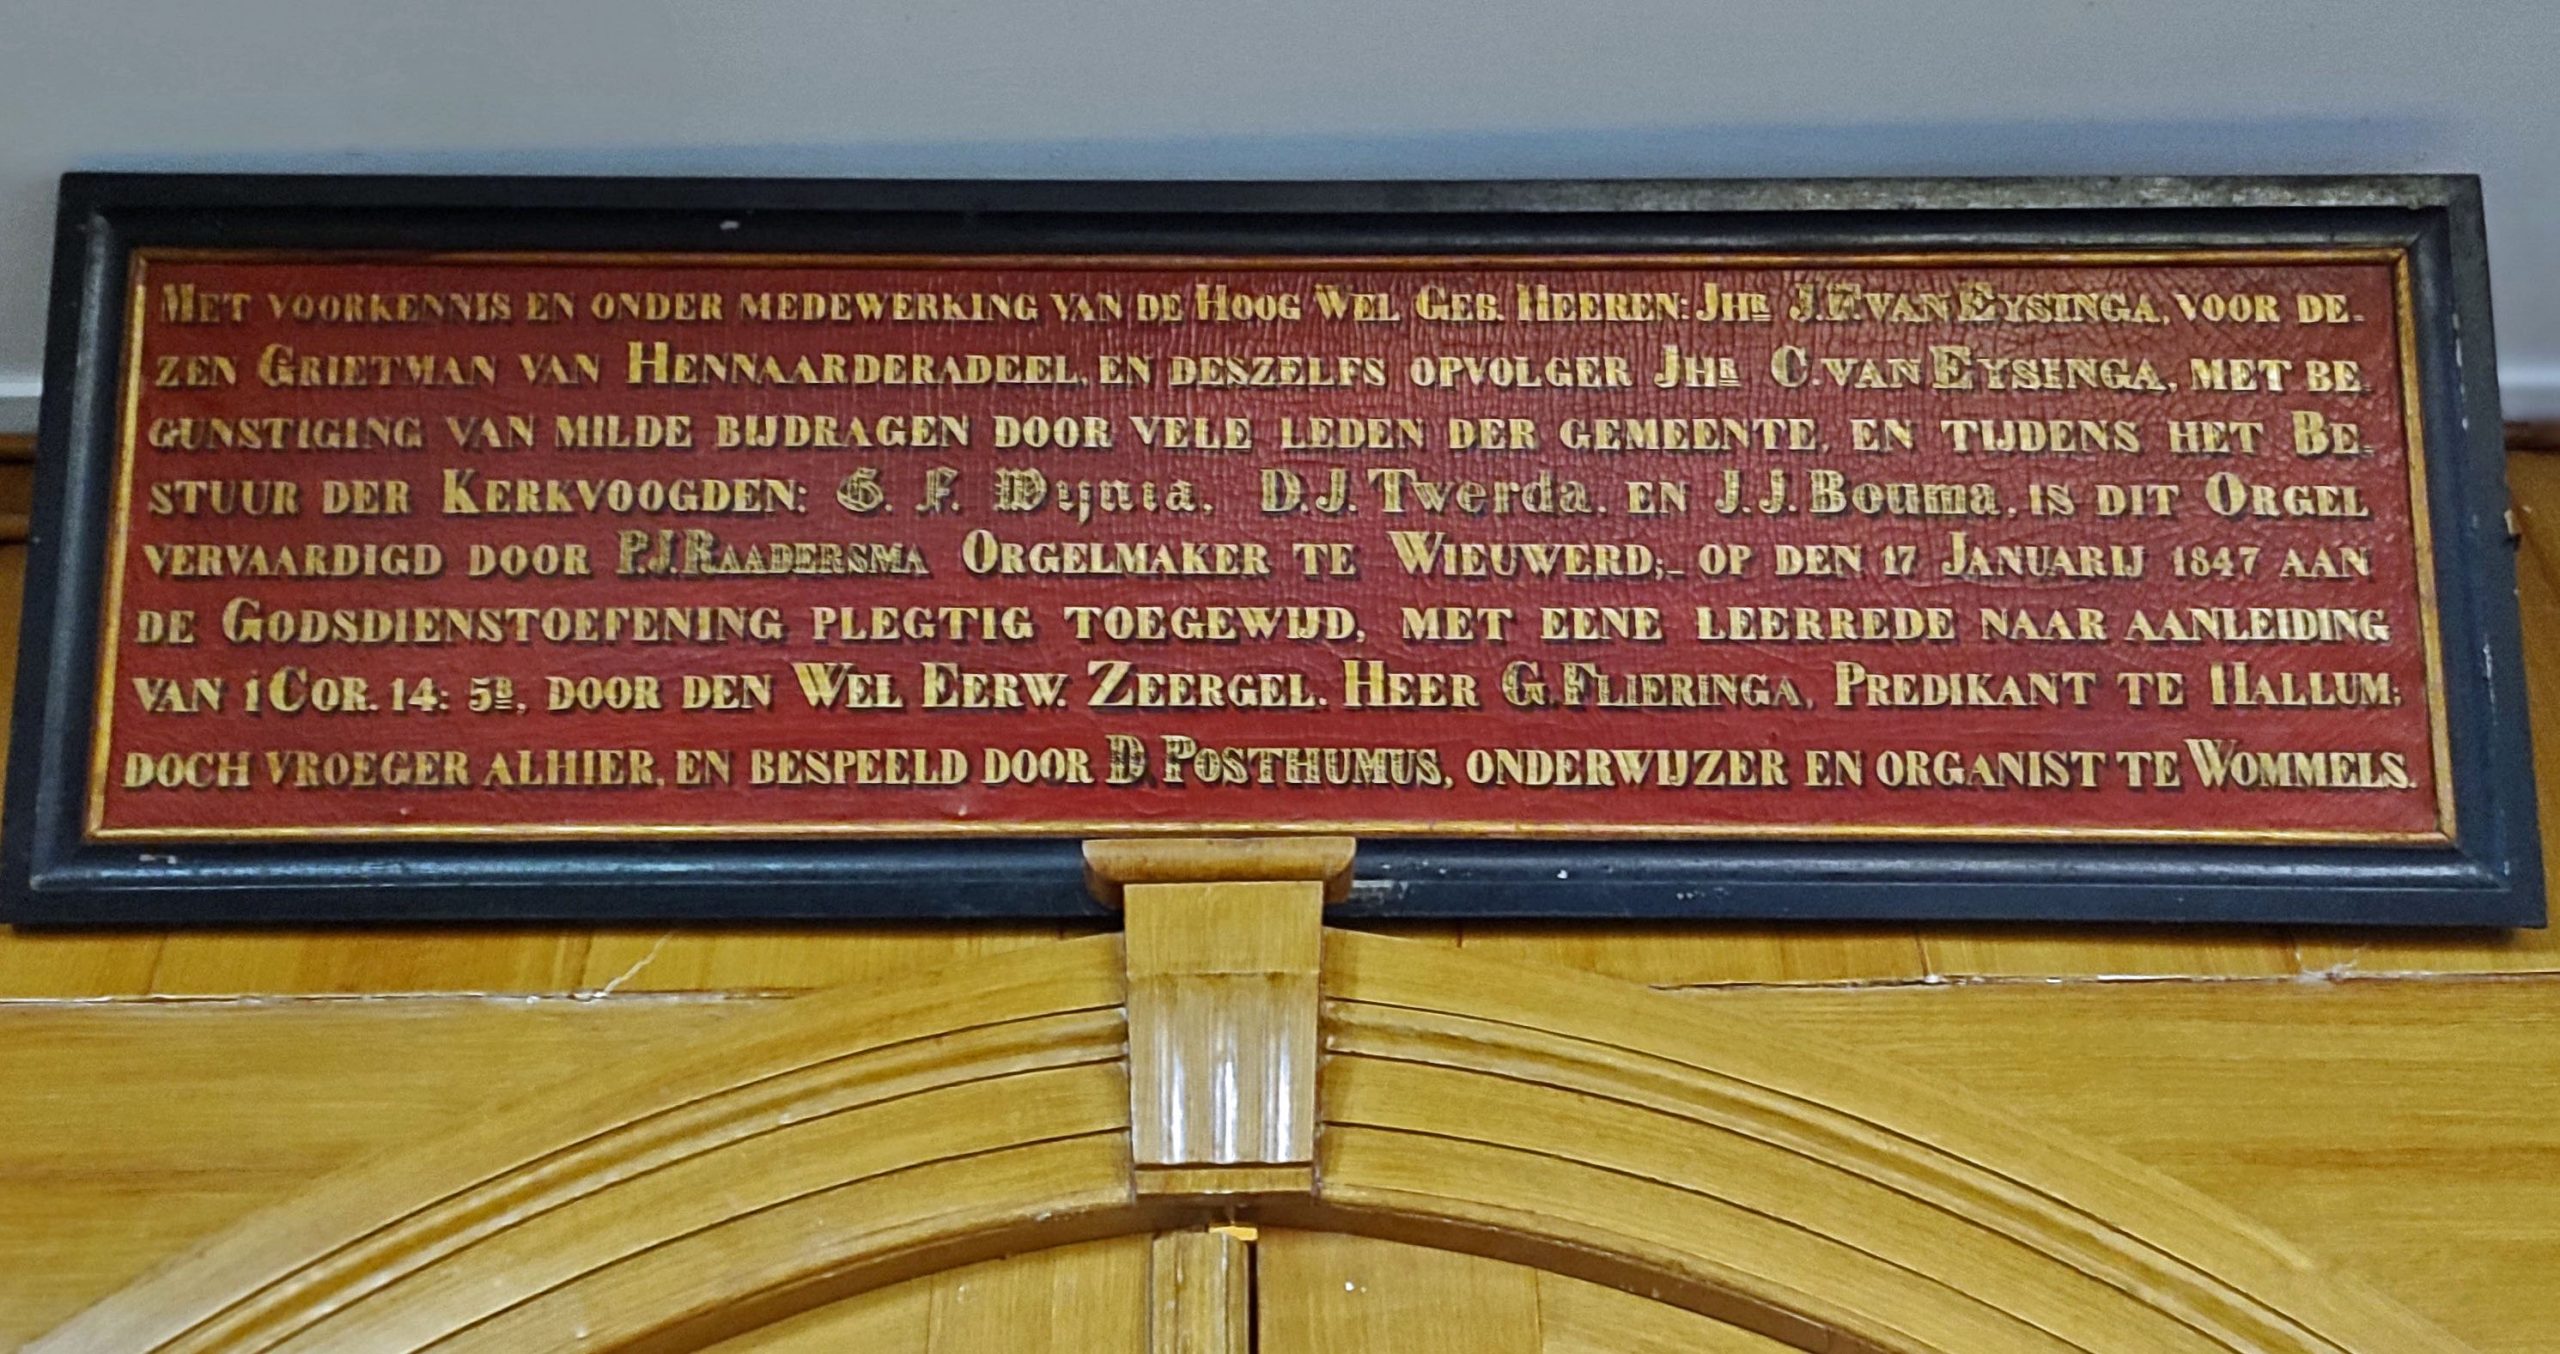 Met voorkennis en onder medewerking van de Hoog Wel Geb. Heeren: Jhr J.F. van Eysinga, voor de-
zen Grietman van Hennaarderadeel, en deszelfs opvolger Jhr C. van Eysinga, met be-
gunstiging van milde bijdragen door vele leden der gemeente, en tijdens het Be-
stuur der Kerkvoogden: G. F. Dijnia, D.J. Twerda, en J.J. Bouma, is dit Orgel
vervaardigd door P.J. Raadersma Orgelmaker te Wieuwerd;- op den 17 Januarij 1847 aan
de Godsdienstoefening plegtig toegewijd, met eene leerrede naar aanleiding
van 1 Cor. 14: 5B, door den Wel Eerw. Zeergel. Heer G. Flieringa, Predikant te Hallum;
doch vroeger alhier, en bespeeld door D. Posthumus, onderwijzer en organist te Wommels.